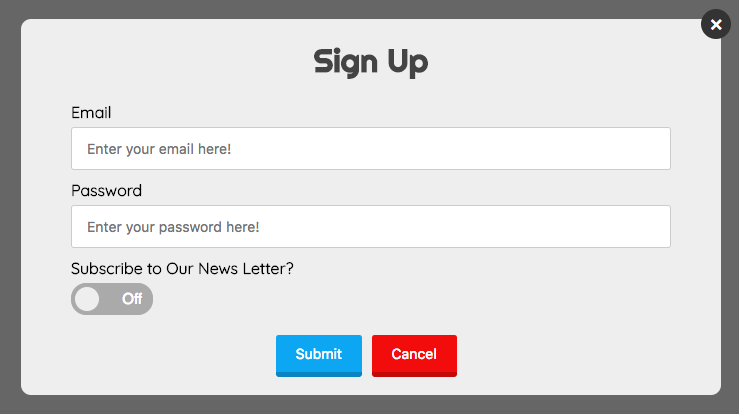 Sign Up
Email
Enter your email here!
Password
Enter your password here!
Subscribe to Our News Letter?
Off
Submit Cancel